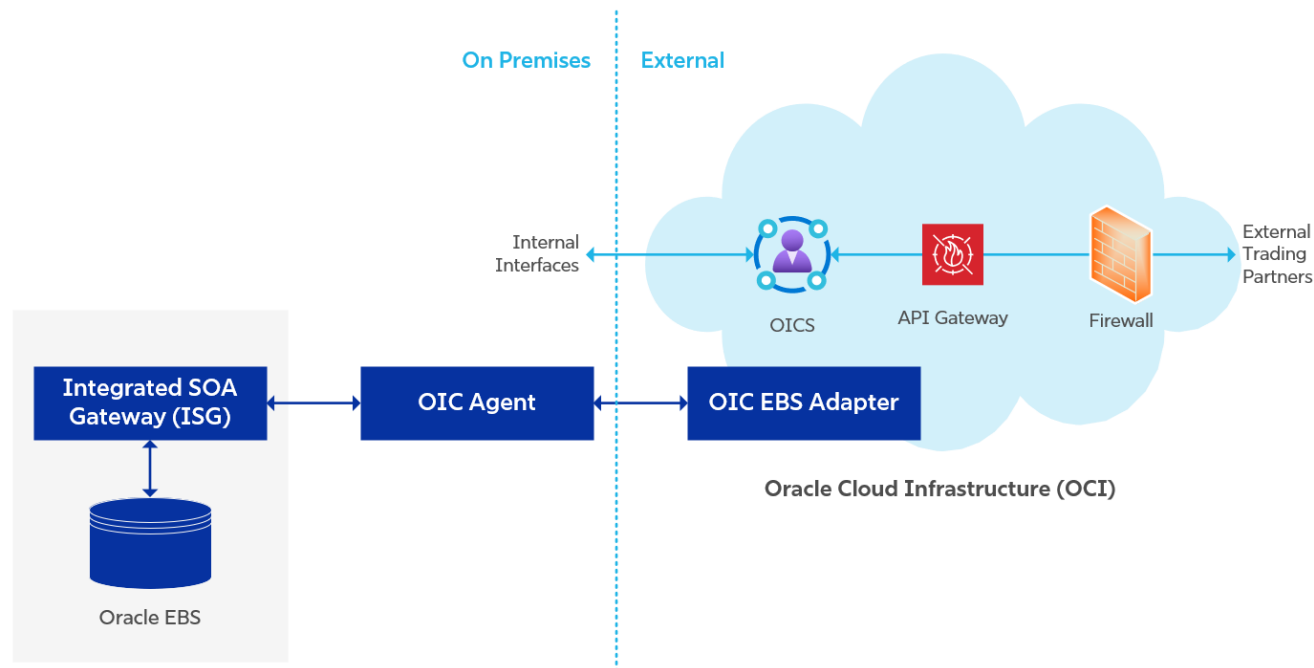 On Premises
External
Internal
Interfaces
OICS
API Gateway
Firewall
External
Trading
Partners
Integrated SOA
Gateway (ISG)
OIC Agent
OIC EBS Adapter
Oracle Cloud Infrastructure (OCI)
Oracle EBS